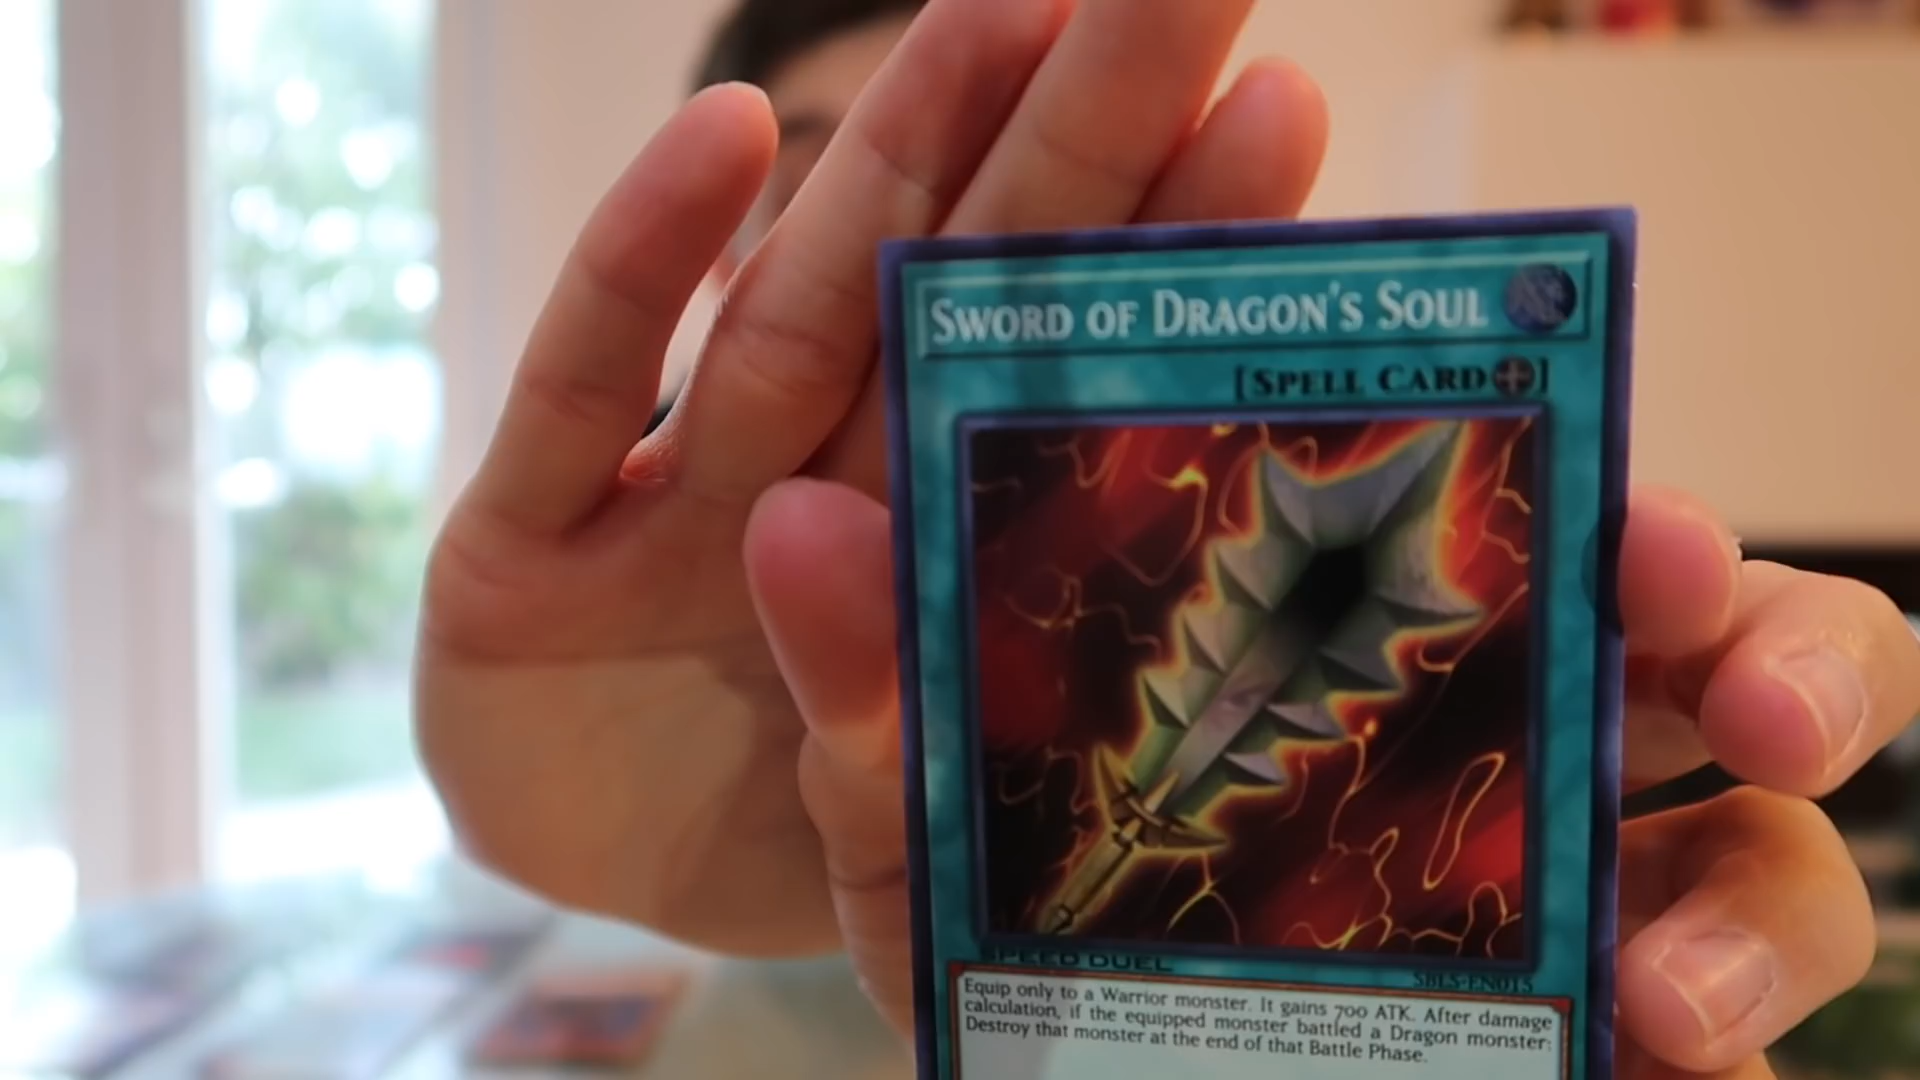 SWORD OF DRAGON'S SOUL
[SPELL CARD]
SPEED DUEL
SBLS-EN015
Equip only to a Warrior monster. It gains 700 ATK. After damage
calculation, if the equipped monster battled a Dragon monster:
Destroy that monster at the end of that Battle Phase.